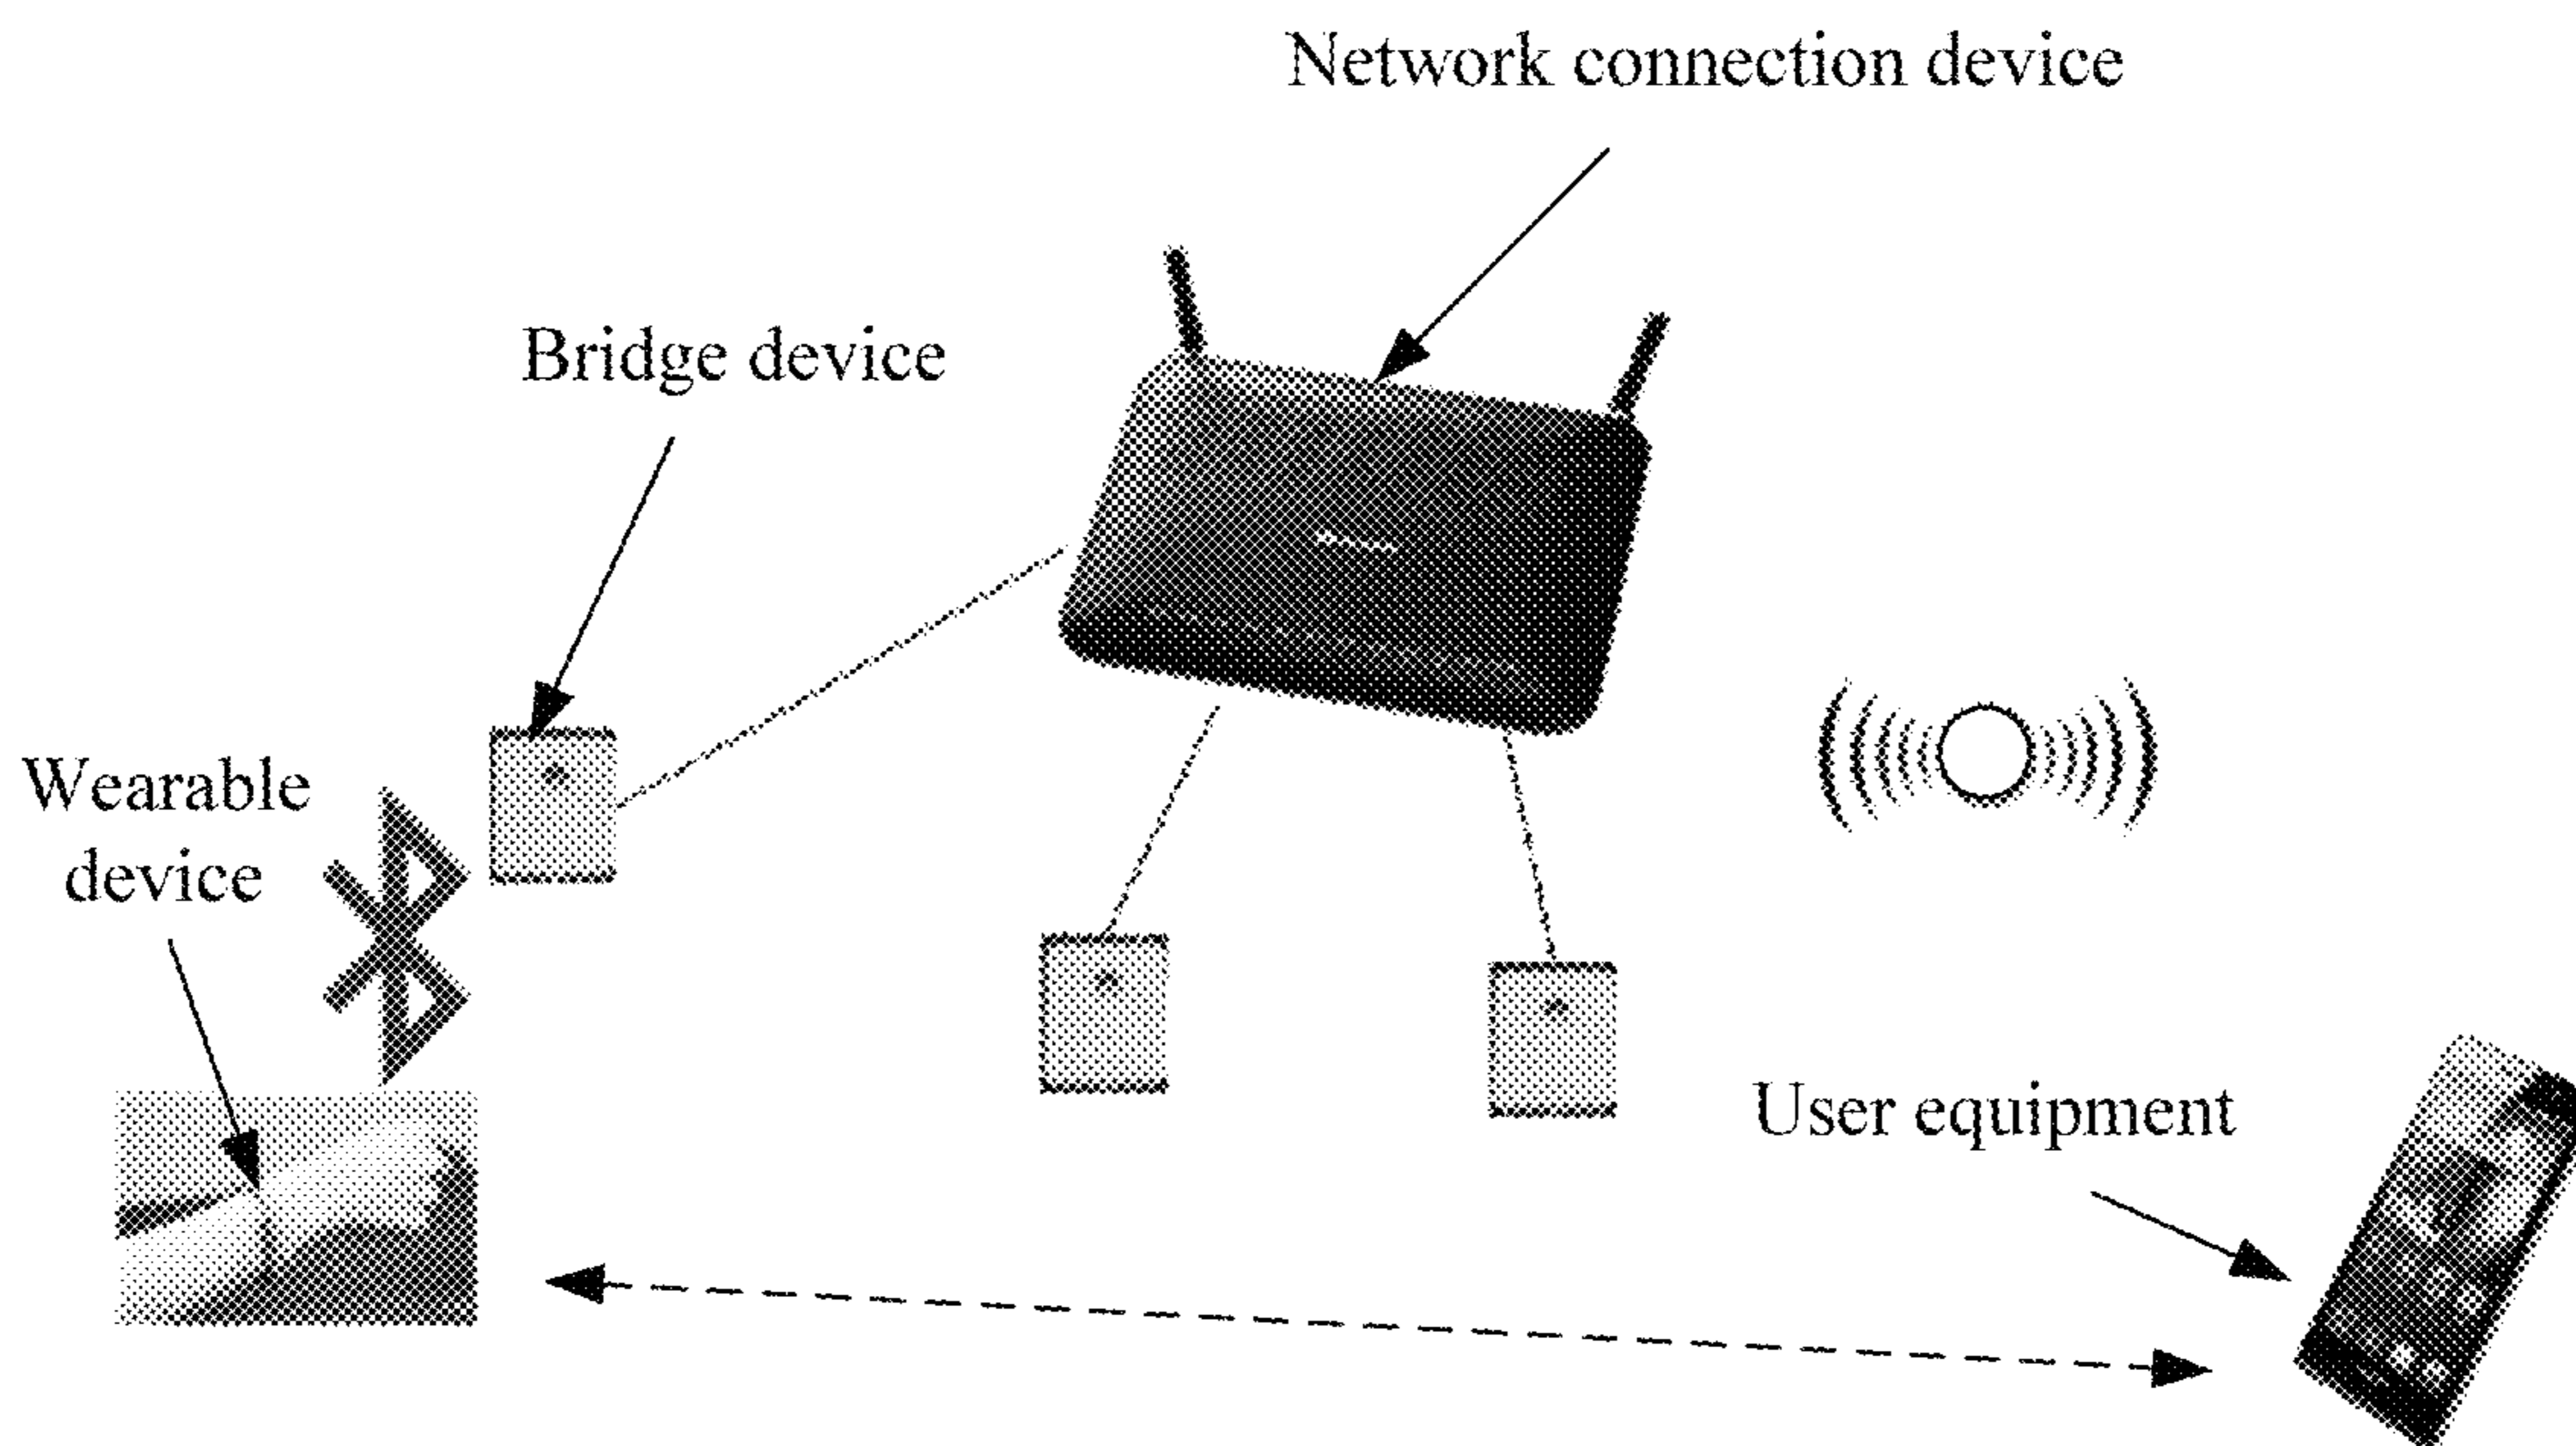 Network connection device
Bridge device
Wearable
device
User equipment